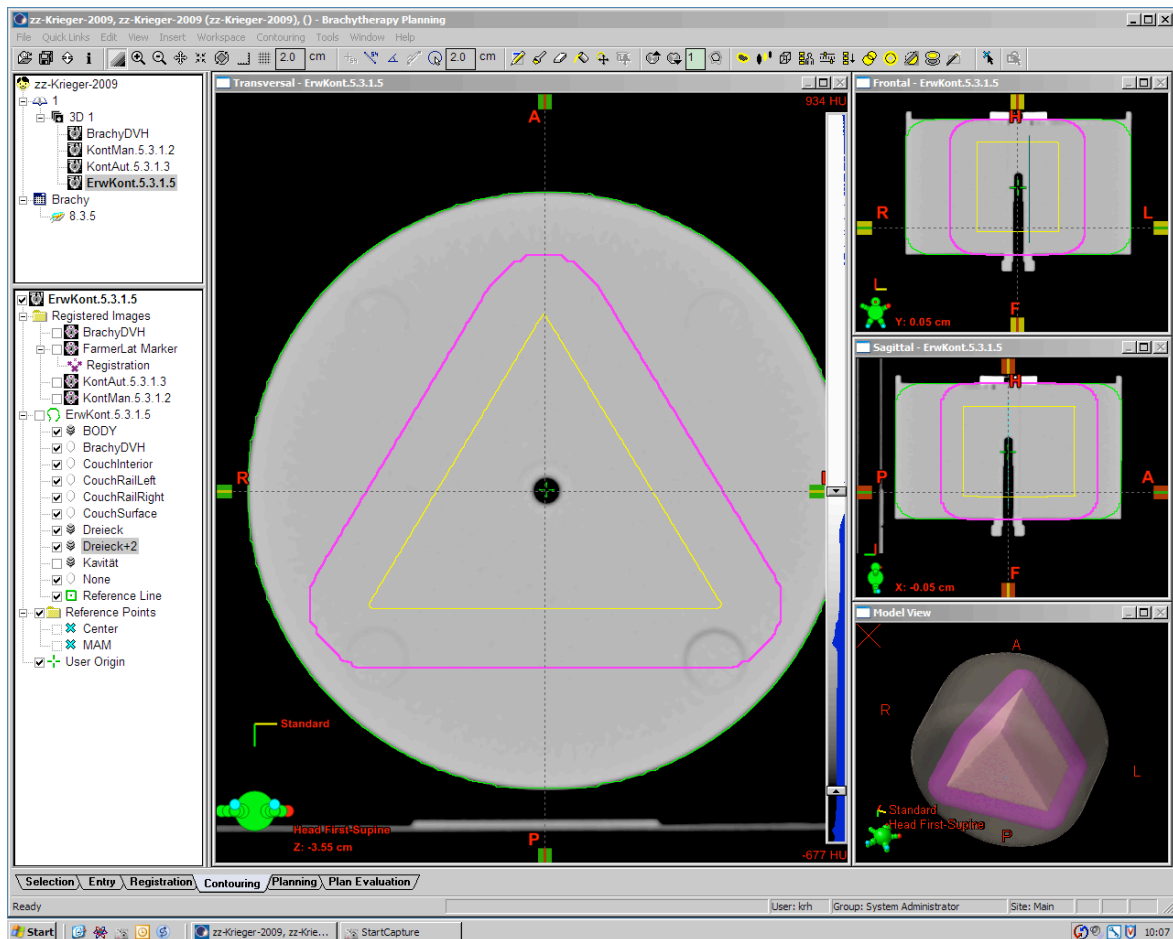 zz-Krieger-2009, zz-Krieger-2009 (zz-Krieger-2009), () - Brachytherapy Planning
File Quick Links Edit View Insert Workspace Contouring Tools Window Help
2.0 cm 2.0 cm 1
zz-Krieger-2009
1
3D 1
BrachyDVH
KontMan.5.3.1.2
KontAut.5.3.1.3
ErwKont.5.3.1.5
Brachy
8.3.5
ErwKont.5.3.1.5
Registered Images
BrachyDVH
FarmerLat Marker
Registration
KontAut.5.3.1.3
KontMan.5.3.1.2
ErwKont.5.3.1.5
BODY
BrachyDVH
CouchInterior
CouchRailLeft
CouchRailRight
CouchSurface
Dreieck
Dreieck+2
Kavität
None
Reference Line
Reference Points
Center
MAM
User Origin
Transversal - ErwKont.5.3.1.5
934 HU
A
R
L
Standard
Head First-Supine
Z: -3.55 cm
P
-677 HU
Frontal - ErwKont.5.3.1.5
H
R
L
F
Y: 0.05 cm
Sagittal - ErwKont.5.3.1.5
H
P
A
F
X: -0.05 cm
Model View
A
R
L
Standard
Head First-Supine
P
Selection Entry Registration Contouring Planning Plan Evaluation
Ready User: krh Group: System Administrator Site: Main
Start zz-Krieger-2009, zz-Krie... StartCapture 10:07